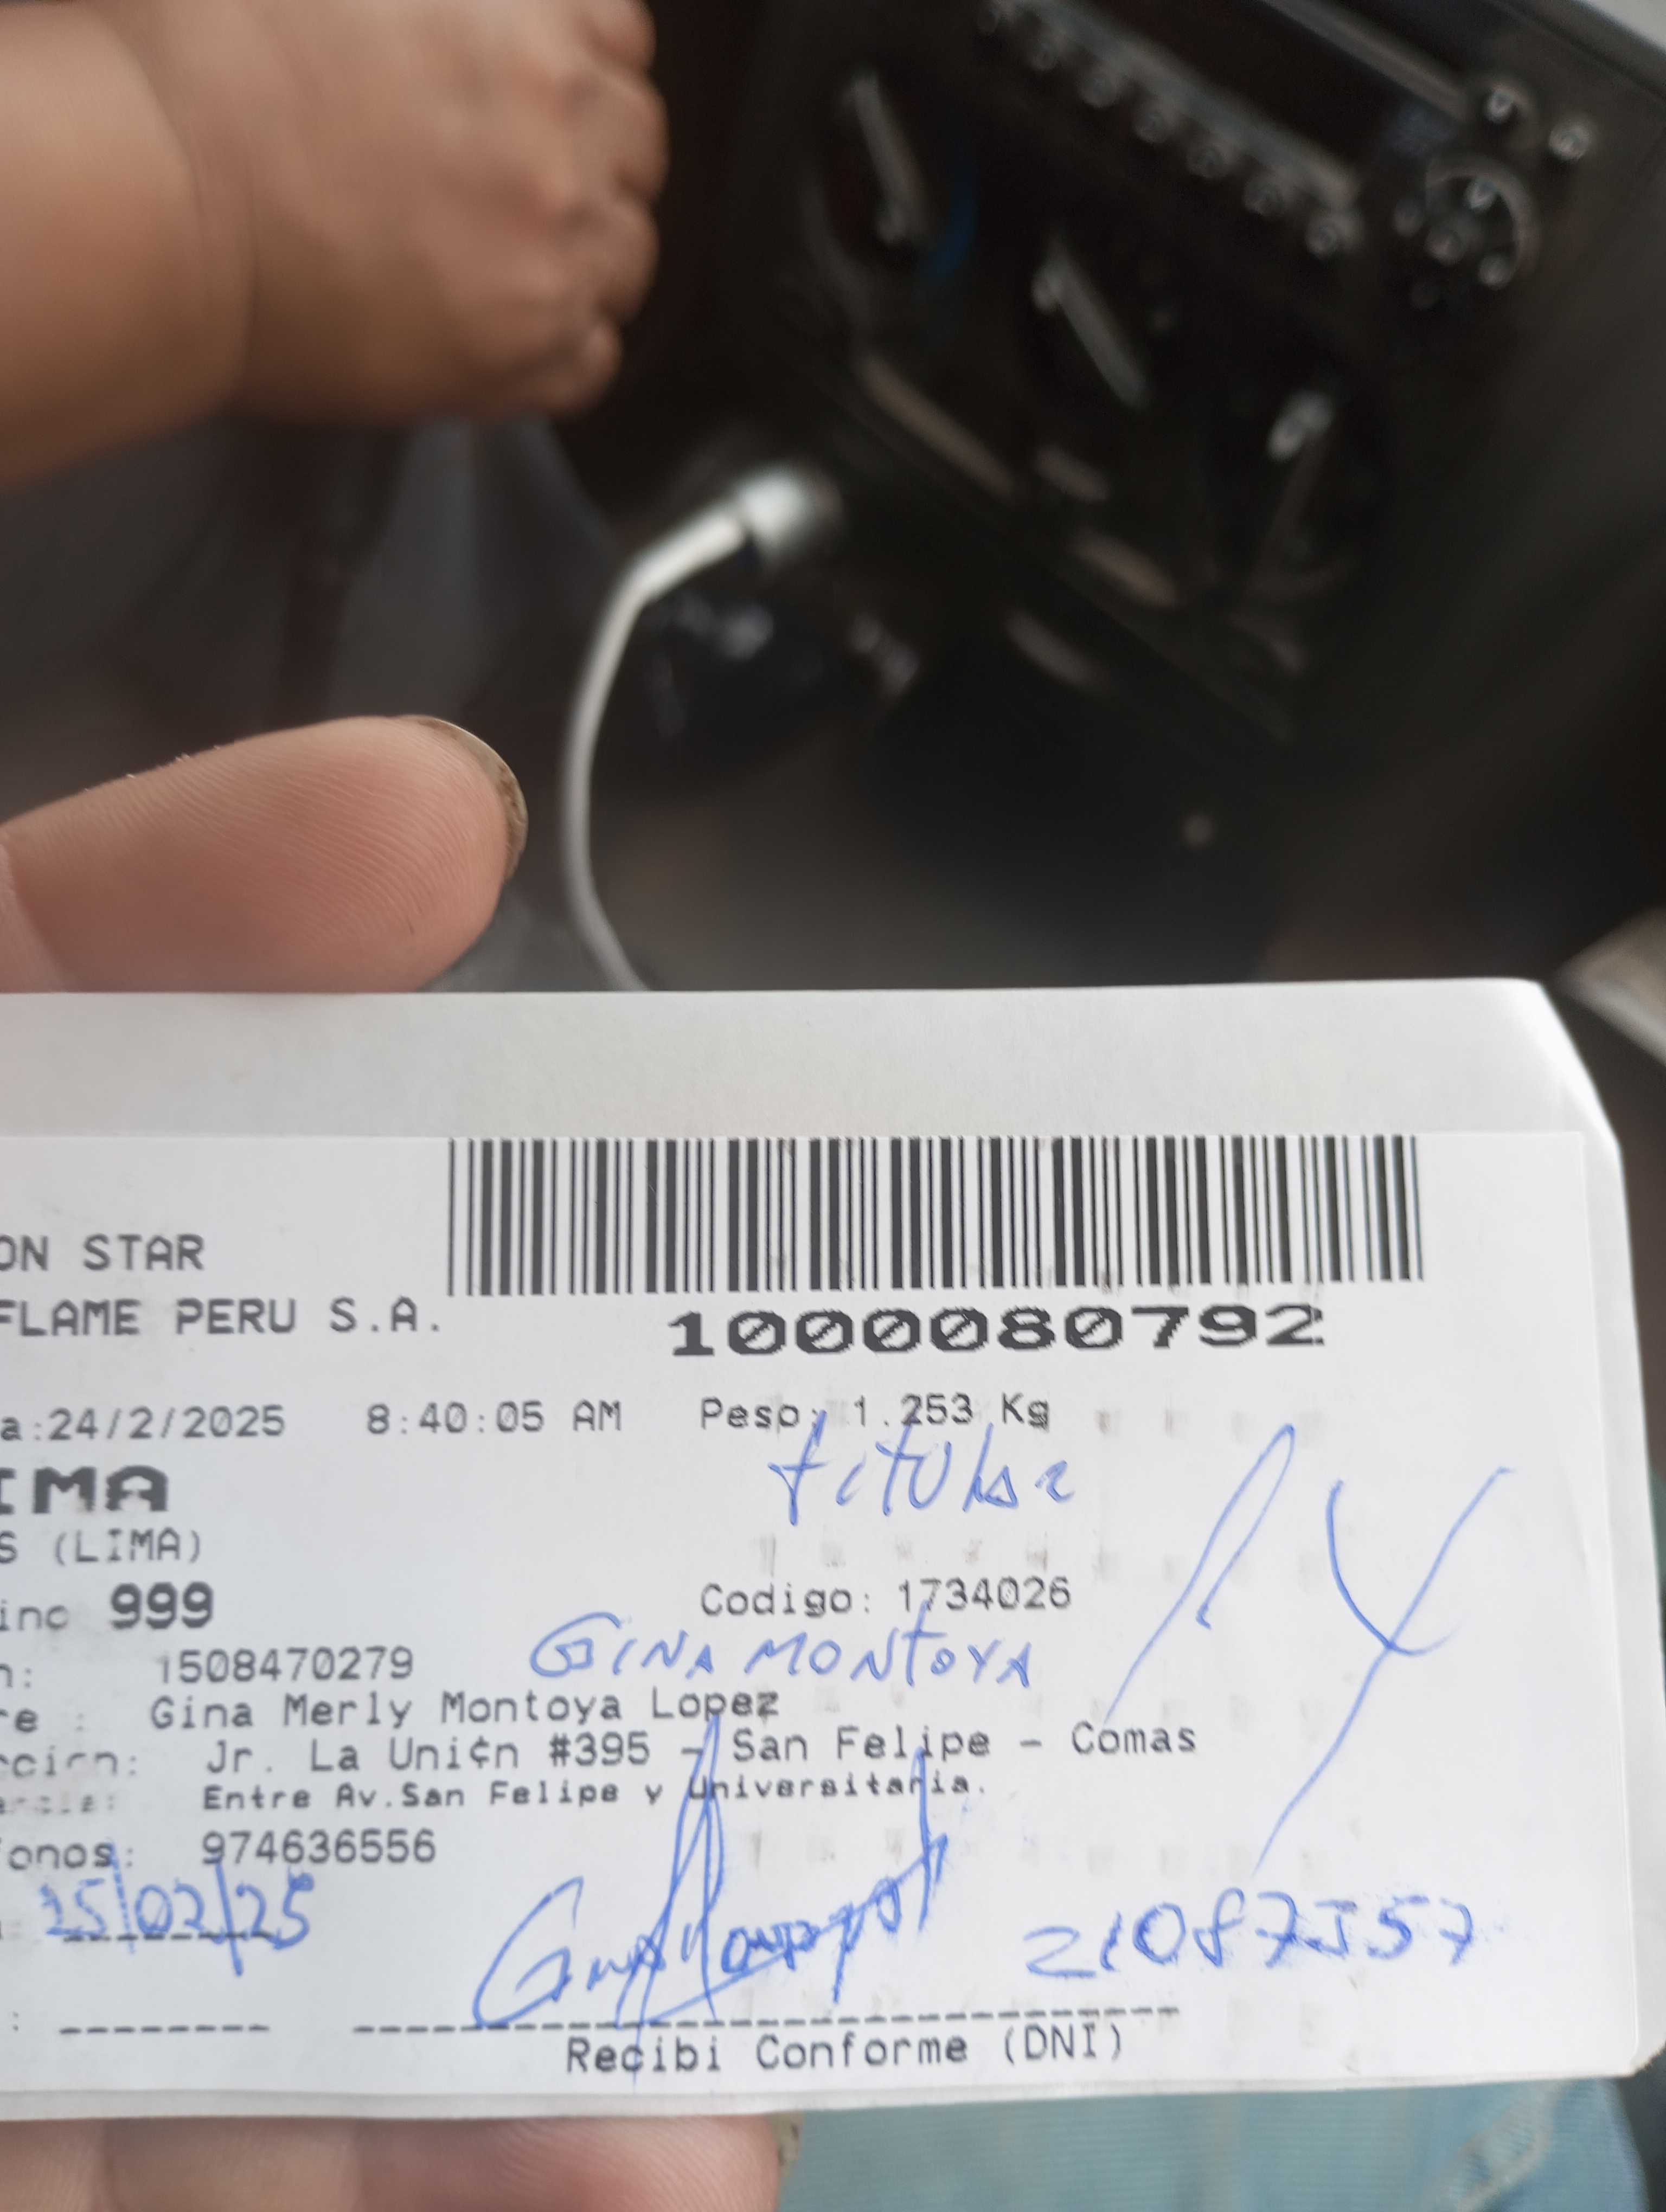 ON STAR
FLAME PERU S.A.
1000080792
a:24/2/2025 8:40:05 AM Peso: 1.253 Kg
titular
IMA
S (LIMA)
ino 999 Codigo: 1734026
n: 1508470279 GINA MONTOYA
re : Gina Merly Montoya Lopez
ccion: Jr. La Uni¢n #395 - San Felipe - Comas
Entre Av.San Felipe y Universitaria.
fonos: 974636556
25/02/25
Recibi Conforme (DNI)